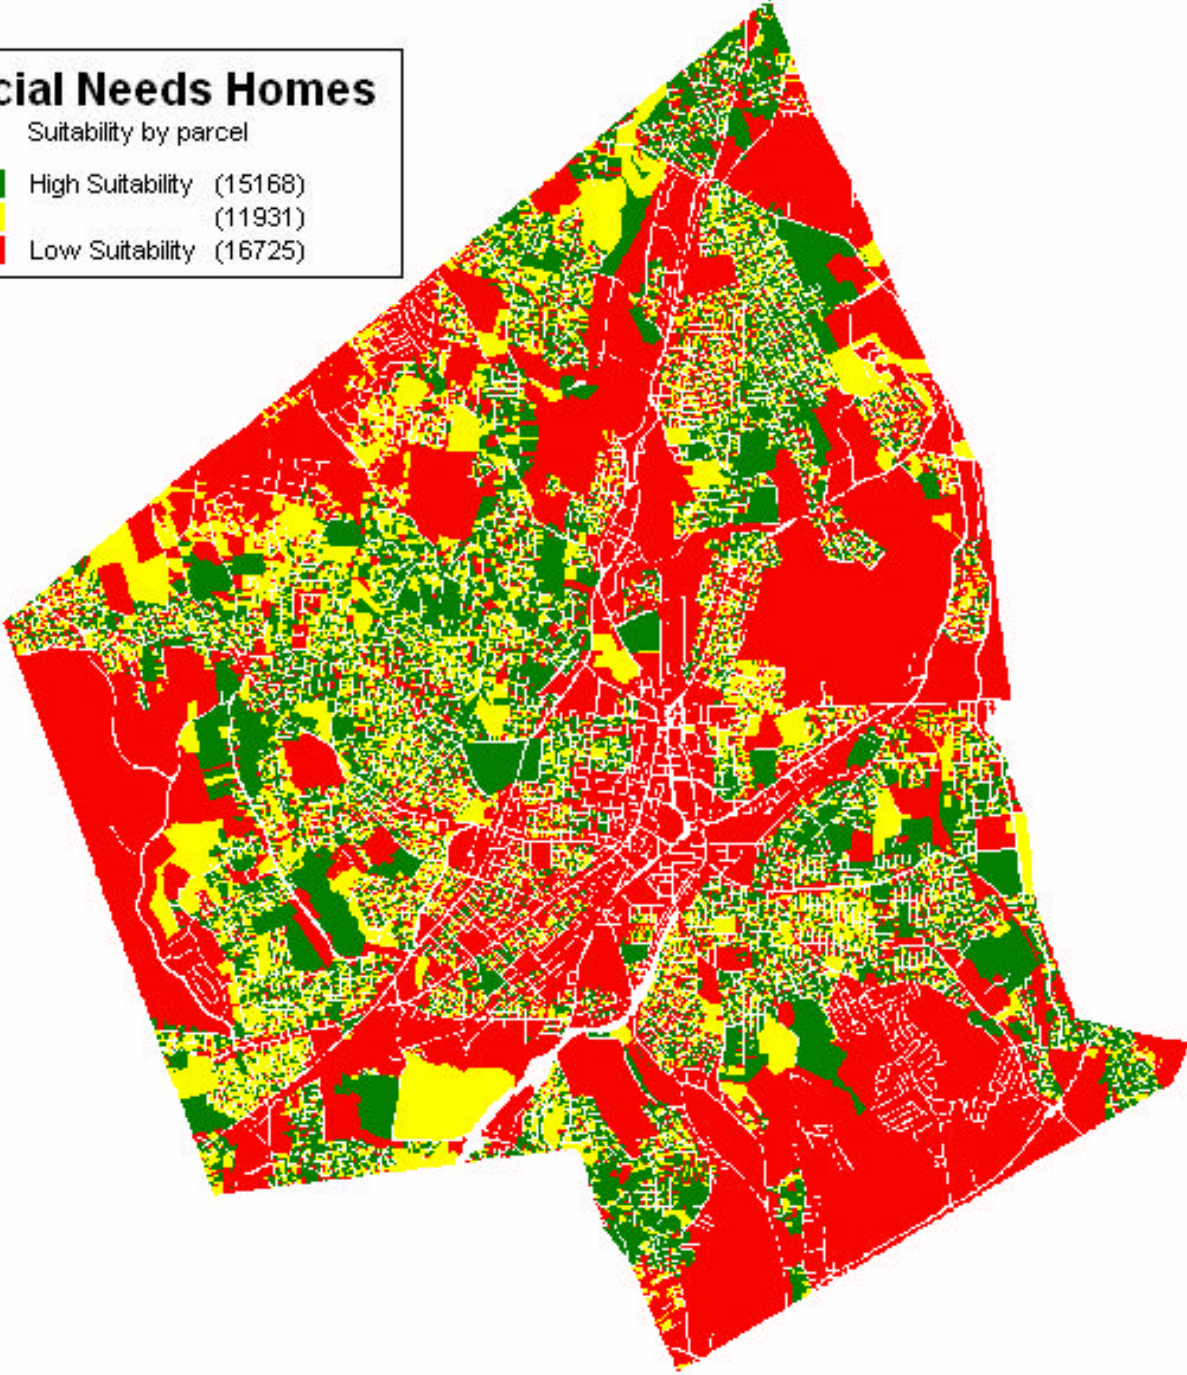 cial Needs Homes
Suitability by parcel
High Suitability (15168)
(11931)
Low Suitability (16725)